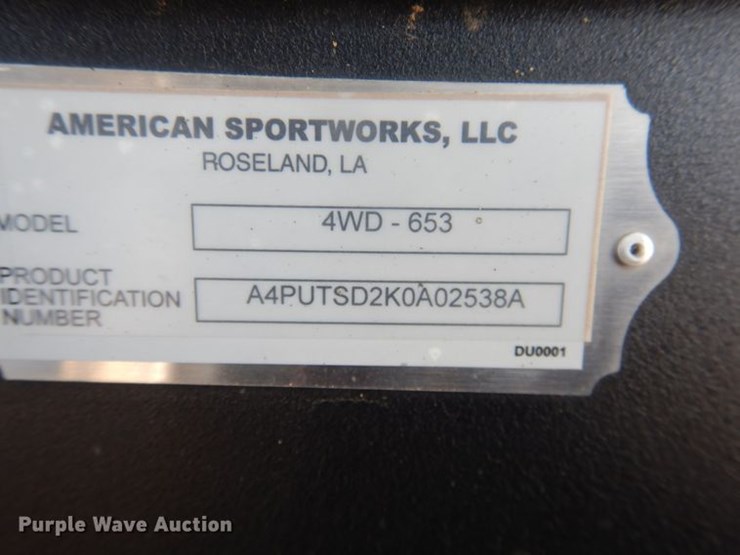 AMERICAN SPORTWORKS, LLC
ROSELAND, LA
MODEL 4WD - 653
PRODUCT
IDENTIFICATION A4PUTSD2K0A02538A
NUMBER
DU0001
Purple Wave Auction